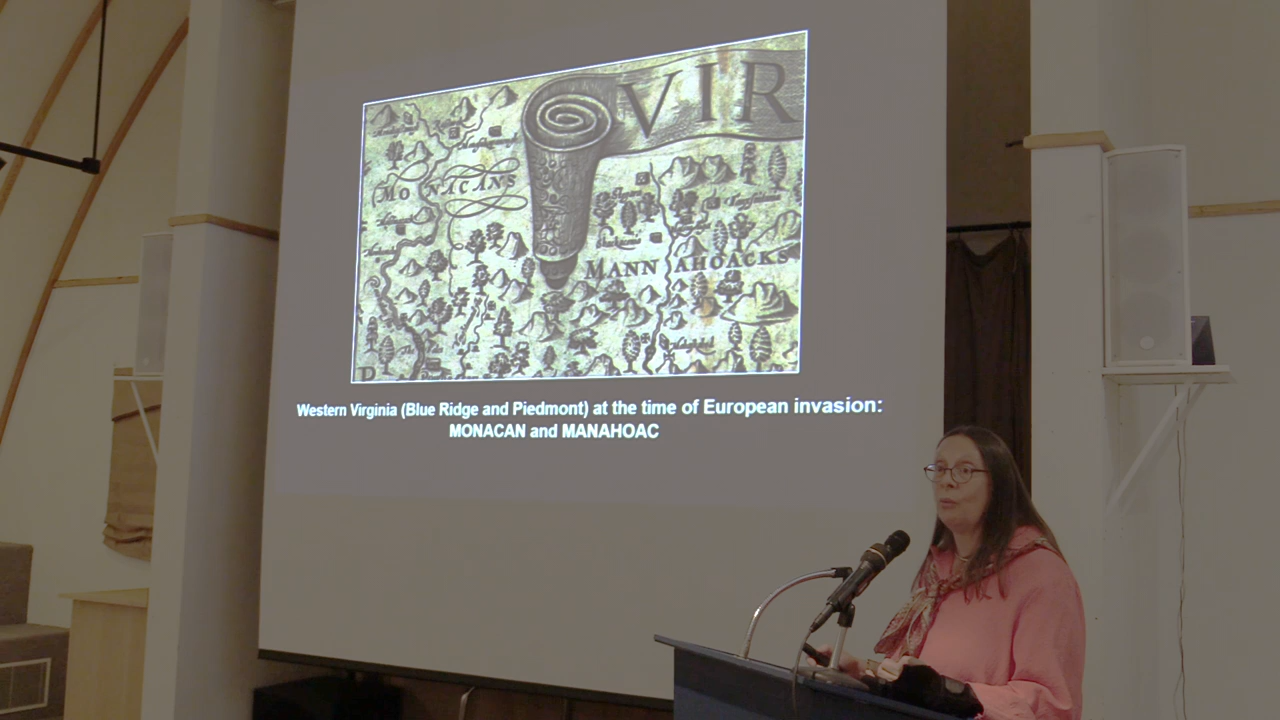 VIR
MONACANS
MANNAHOACKS
Western Virginia (Blue Ridge and Piedmont) at the time of European invasion:
MONACAN and MANAHOAC